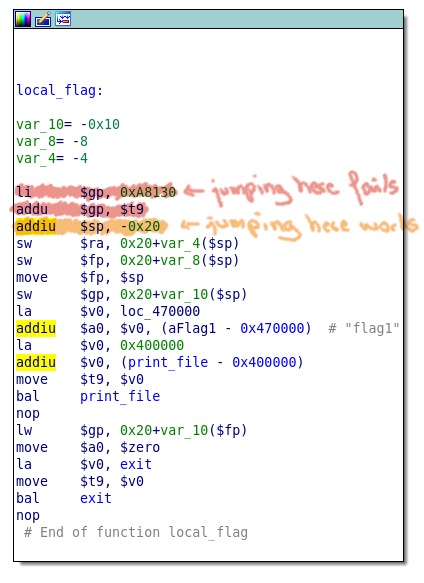 local_flag:
var_10= -0x10
var_8= -8
var_4= -4
li $gp, 0xA8130 ← jumping here fails
addu $gp, $t9
addiu $sp, -0x20 ← jumping here works
sw $ra, 0x20+var_4($sp)
sw $fp, 0x20+var_8($sp)
move $fp, $sp
sw $gp, 0x20+var_10($sp)
la $v0, loc_470000
addiu $a0, $v0, (aFlag1 - 0x470000) # "flag1"
la $v0, 0x400000
addiu $v0, (print_file - 0x400000)
move $t9, $v0
bal print_file
nop
lw $gp, 0x20+var_10($fp)
move $a0, $zero
la $v0, exit
move $t9, $v0
bal exit
nop
# End of function local_flag